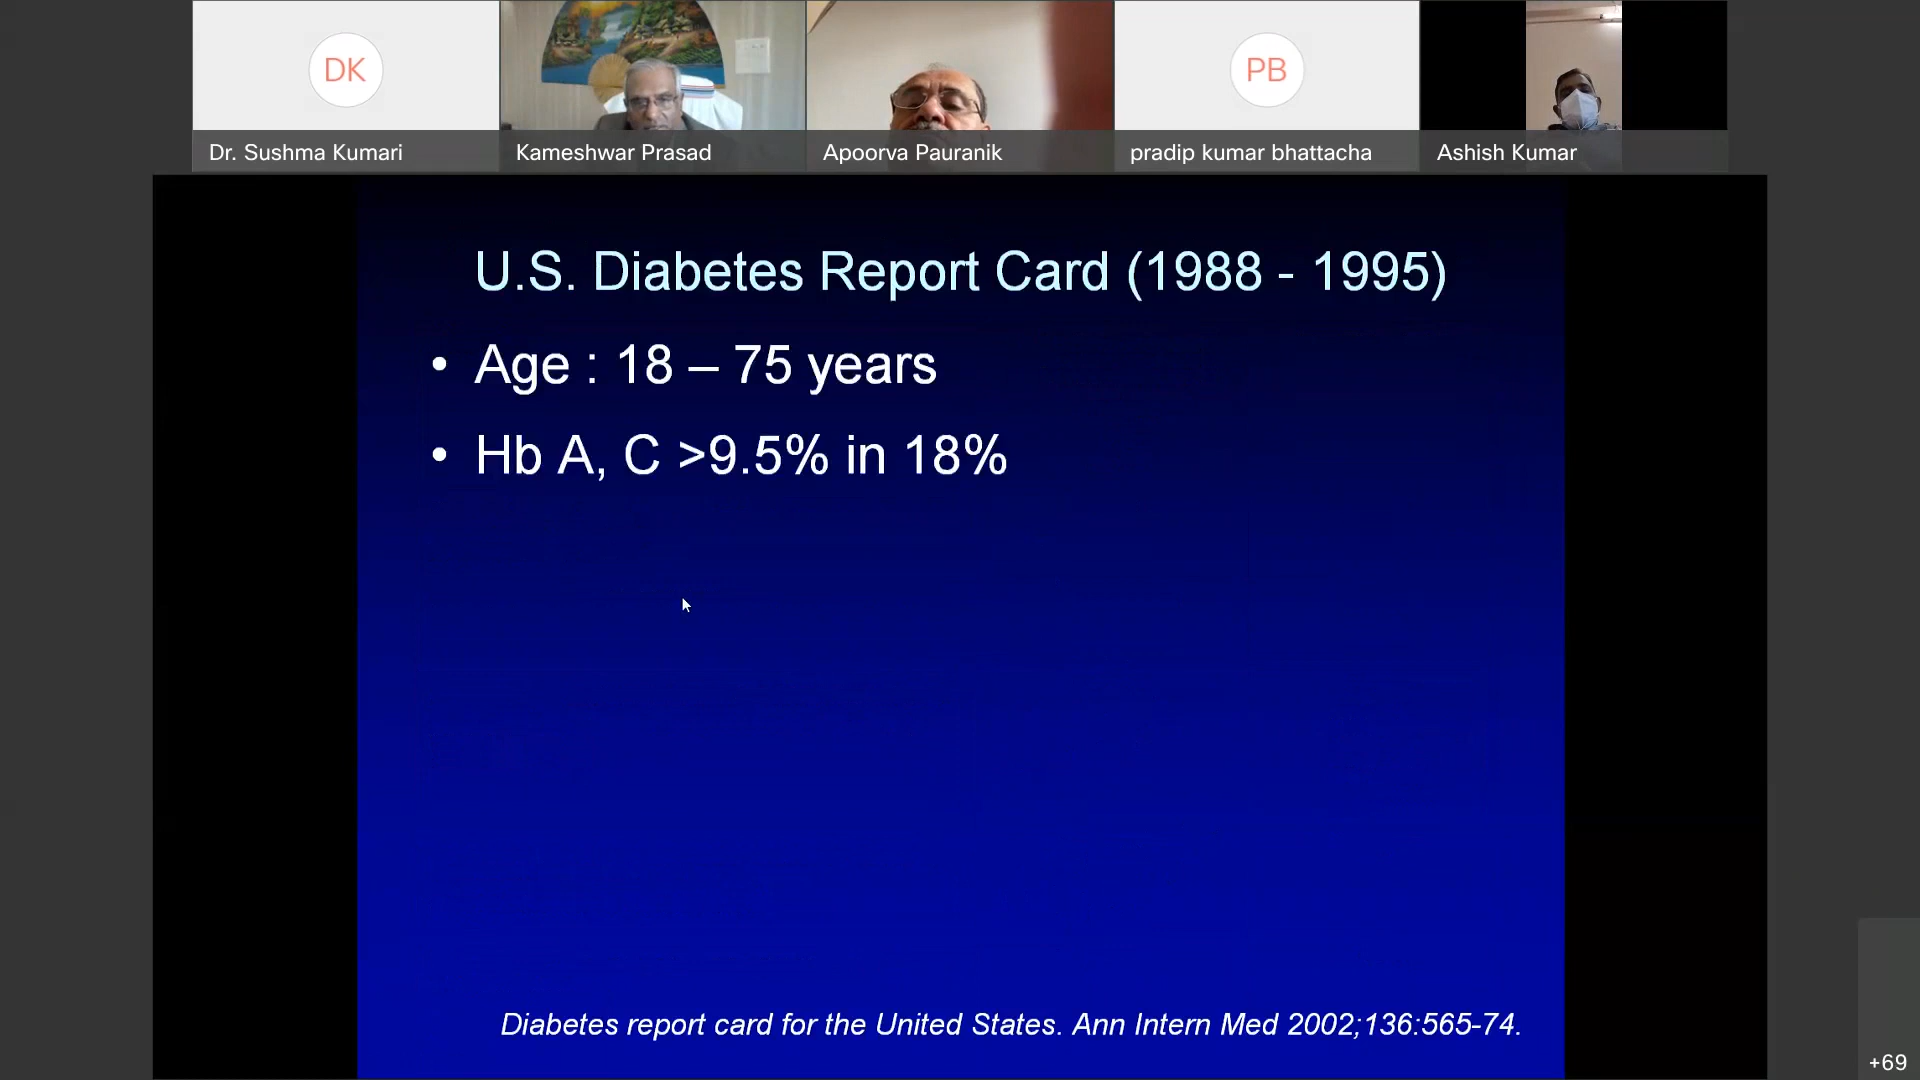 DK
PB
Dr. Sushma Kumari
Kameshwar Prasad
Apoorva Pauranik
pradip kumar bhattacha
Ashish Kumar
U.S. Diabetes Report Card (1988 - 1995)
• Age : 18 – 75 years
• Hb A, C >9.5% in 18%
Diabetes report card for the United States. Ann Intern Med 2002;136:565-74.
+69